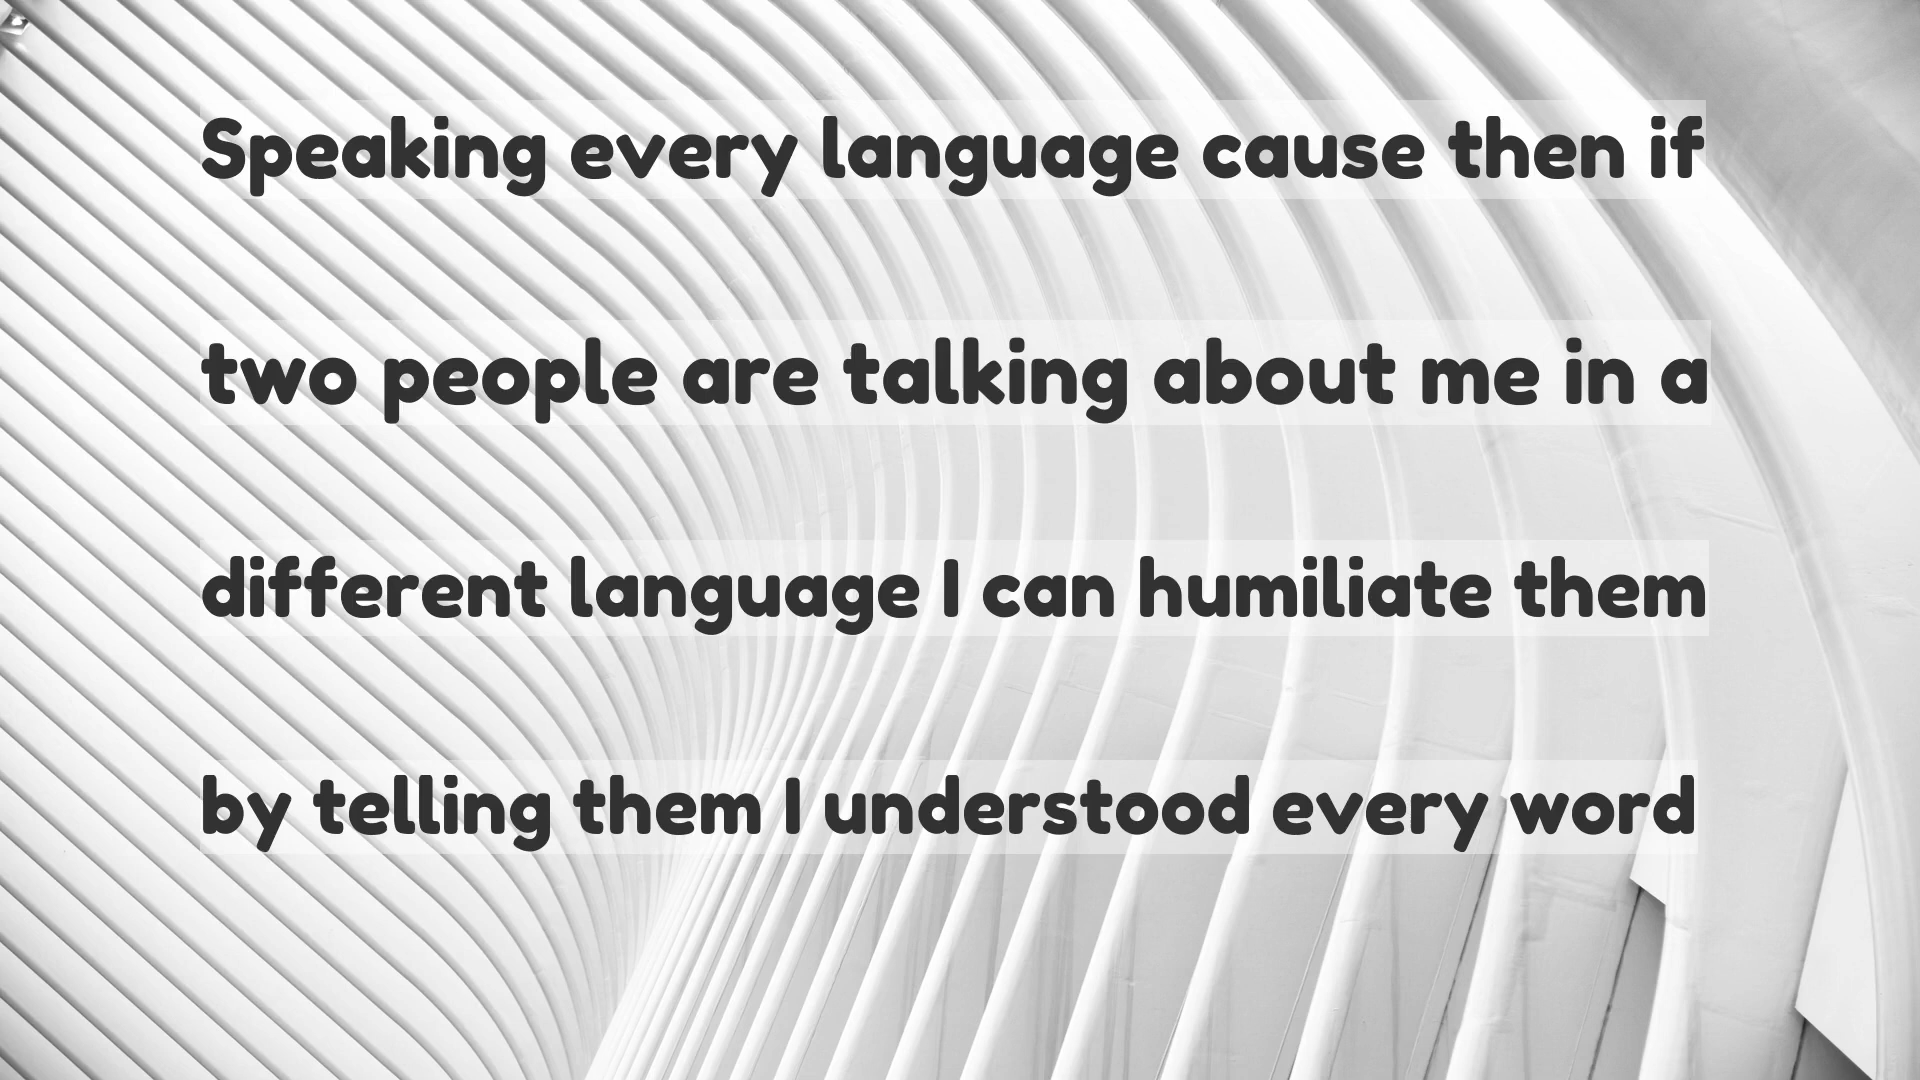 Speaking every language cause then if
two people are talking about me in a
different language I can humiliate them
by telling them I understood every word